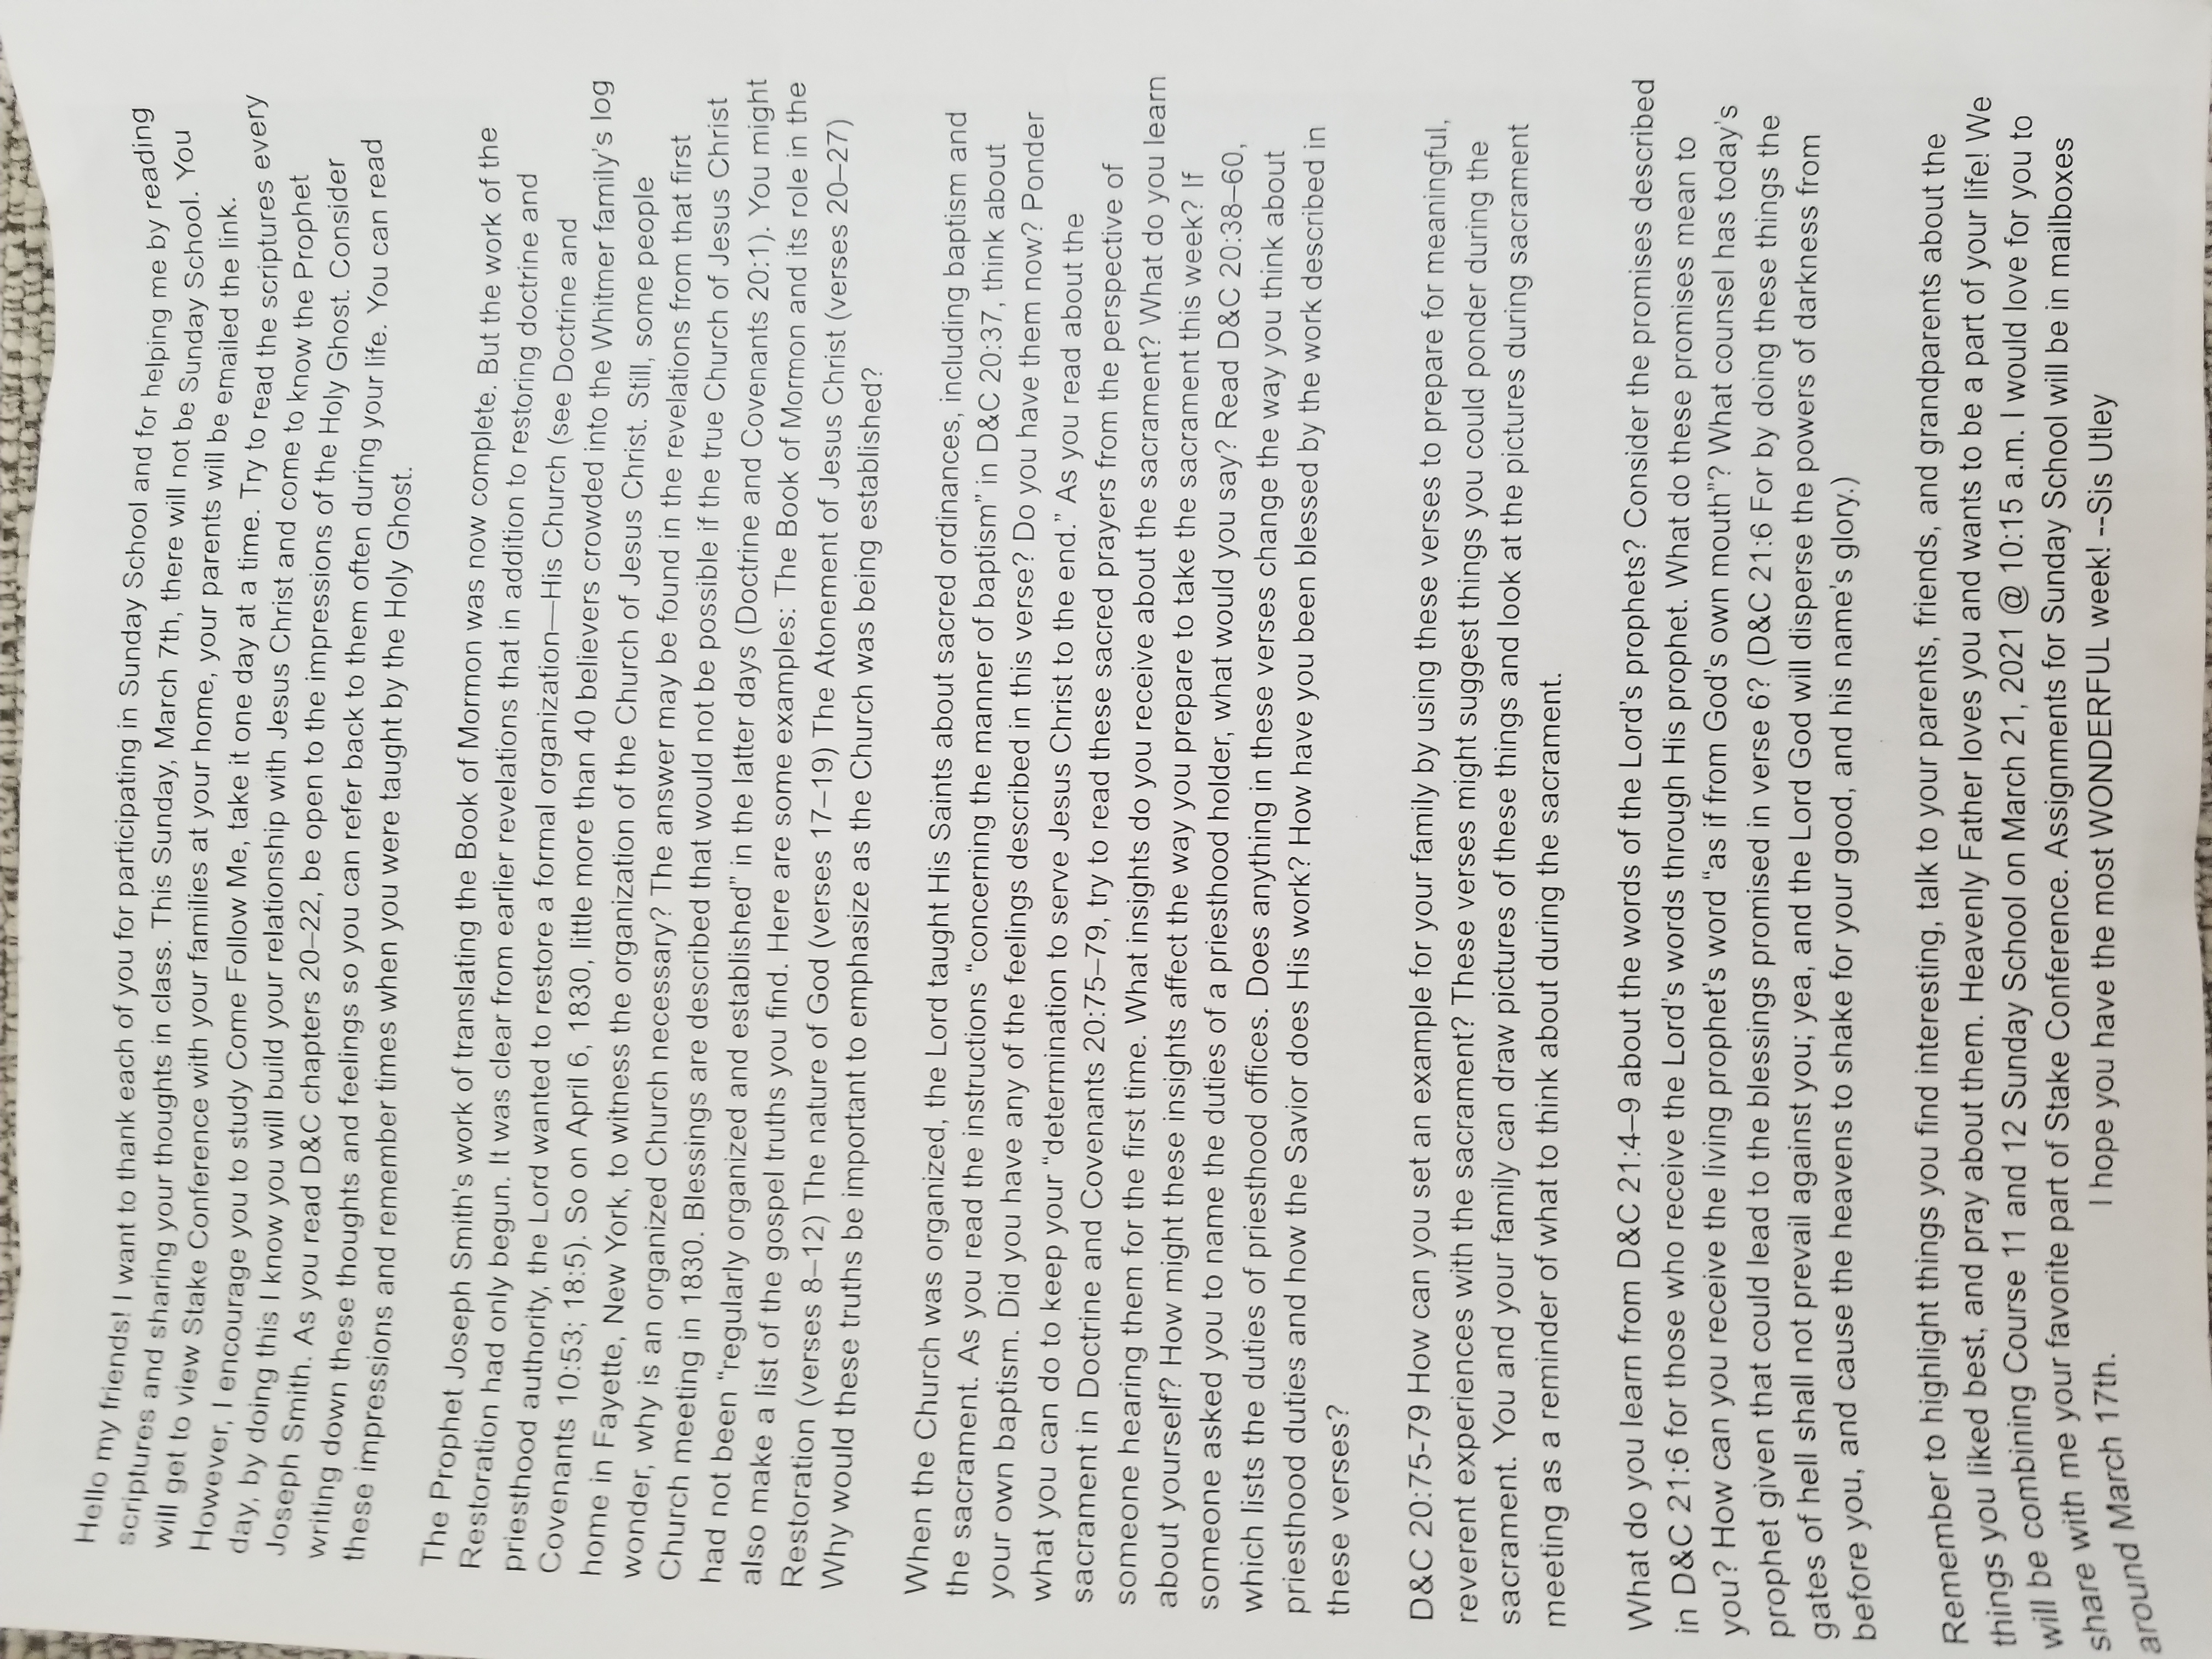 Hello my friends! I want to thank each of you for participating in Sunday School and for helping me by reading
scriptures and sharing your thoughts in class. This Sunday, March 7th, there will not be Sunday School. You
will get to view Stake Conference with your families at your home, your parents will be emailed the link.
However, I encourage you to study Come Follow Me, take it one day at a time. Try to read the scriptures every
day, by doing this I know you will build your relationship with Jesus Christ and come to know the Prophet
Joseph Smith. As you read D&C chapters 20–22, be open to the impressions of the Holy Ghost. Consider
writing down these thoughts and feelings so you can refer back to them often during your life. You can read
these impressions and remember times when you were taught by the Holy Ghost.
The Prophet Joseph Smith’s work of translating the Book of Mormon was now complete. But the work of the
Restoration had only begun. It was clear from earlier revelations that in addition to restoring doctrine and
priesthood authority, the Lord wanted to restore a formal organization—His Church (see Doctrine and
Covenants 10:53; 18:5). So on April 6, 1830, little more than 40 believers crowded into the Whitmer family’s log
home in Fayette, New York, to witness the organization of the Church of Jesus Christ. Still, some people
wonder, why is an organized Church necessary? The answer may be found in the revelations from that first
Church meeting in 1830. Blessings are described that would not be possible if the true Church of Jesus Christ
had not been “regularly organized and established” in the latter days (Doctrine and Covenants 20:1). You might
also make a list of the gospel truths you find. Here are some examples: The Book of Mormon and its role in the
Restoration (verses 8–12) The nature of God (verses 17–19) The Atonement of Jesus Christ (verses 20–27)
Why would these truths be important to emphasize as the Church was being established?
When the Church was organized, the Lord taught His Saints about sacred ordinances, including baptism and
the sacrament. As you read the instructions “concerning the manner of baptism” in D&C 20:37, think about
your own baptism. Did you have any of the feelings described in this verse? Do you have them now? Ponder
what you can do to keep your “determination to serve Jesus Christ to the end.” As you read about the
sacrament in Doctrine and Covenants 20:75–79, try to read these sacred prayers from the perspective of
someone hearing them for the first time. What insights do you receive about the sacrament? What do you learn
about yourself? How might these insights affect the way you prepare to take the sacrament this week? If
someone asked you to name the duties of a priesthood holder, what would you say? Read D&C 20:38–60,
which lists the duties of priesthood offices. Does anything in these verses change the way you think about
priesthood duties and how the Savior does His work? How have you been blessed by the work described in
these verses?
D&C 20:75-79 How can you set an example for your family by using these verses to prepare for meaningful,
reverent experiences with the sacrament? These verses might suggest things you could ponder during the
sacrament. You and your family can draw pictures of these things and look at the pictures during sacrament
meeting as a reminder of what to think about during the sacrament.
What do you learn from D&C 21:4–9 about the words of the Lord’s prophets? Consider the promises described
in D&C 21:6 for those who receive the Lord’s words through His prophet. What do these promises mean to
you? How can you receive the living prophet’s word “as if from God’s own mouth”? What counsel has today’s
prophet given that could lead to the blessings promised in verse 6? (D&C 21:6 For by doing these things the
gates of hell shall not prevail against you; yea, and the Lord God will disperse the powers of darkness from
before you, and cause the heavens to shake for your good, and his name’s glory.)
Remember to highlight things you find interesting, talk to your parents, friends, and grandparents about the
things you liked best, and pray about them. Heavenly Father loves you and wants to be a part of your life! We
will be combining Course 11 and 12 Sunday School on March 21, 2021 @ 10:15 a.m. I would love for you to
share with me your favorite part of Stake Conference. Assignments for Sunday School will be in mailboxes
around March 17th. I hope you have the most WONDERFUL week! --Sis Utley